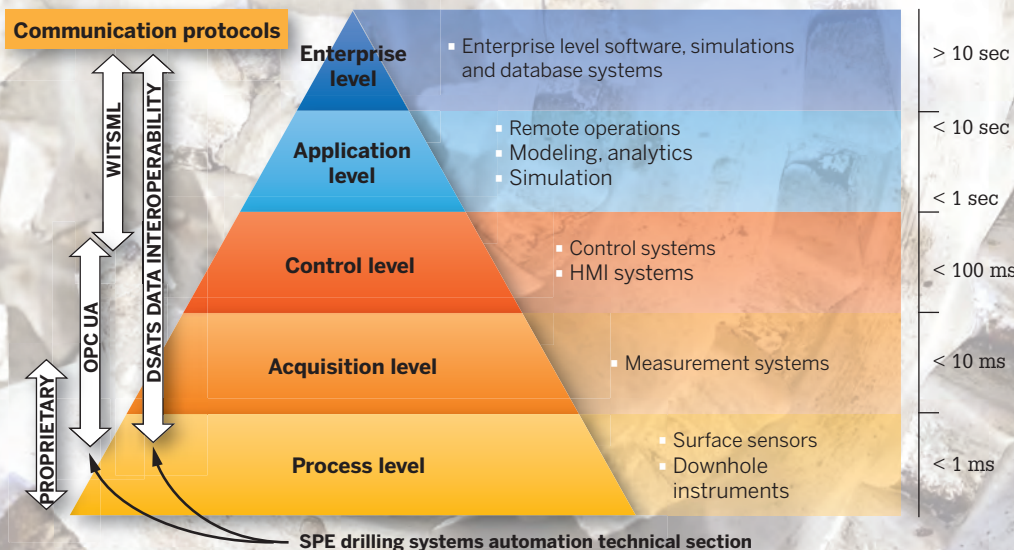 Communication protocols
WITSML
DSATS DATA INTEROPERABILITY
OPC UA
PROPRIETARY
Enterprise
level
▪ Enterprise level software, simulations
and database systems
> 10 sec
Application
level
▪ Remote operations
▪ Modeling, analytics
▪ Simulation
< 10 sec
< 1 sec
Control level
▪ Control systems
▪ HMI systems
< 100 ms
Acquisition level
▪ Measurement systems
< 10 ms
Process level
▪ Surface sensors
▪ Downhole
instruments
< 1 ms
SPE drilling systems automation technical section